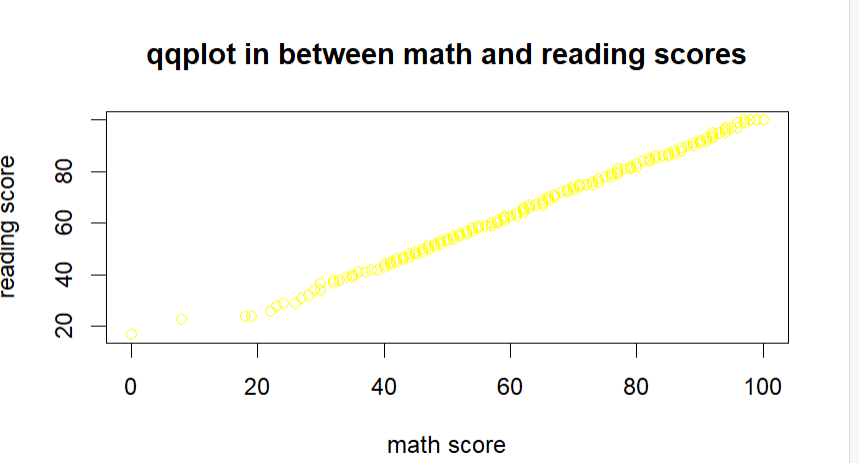 qqplot in between math and reading scores
reading score
80
60
40
20
0 20 40 60 80 100
math score